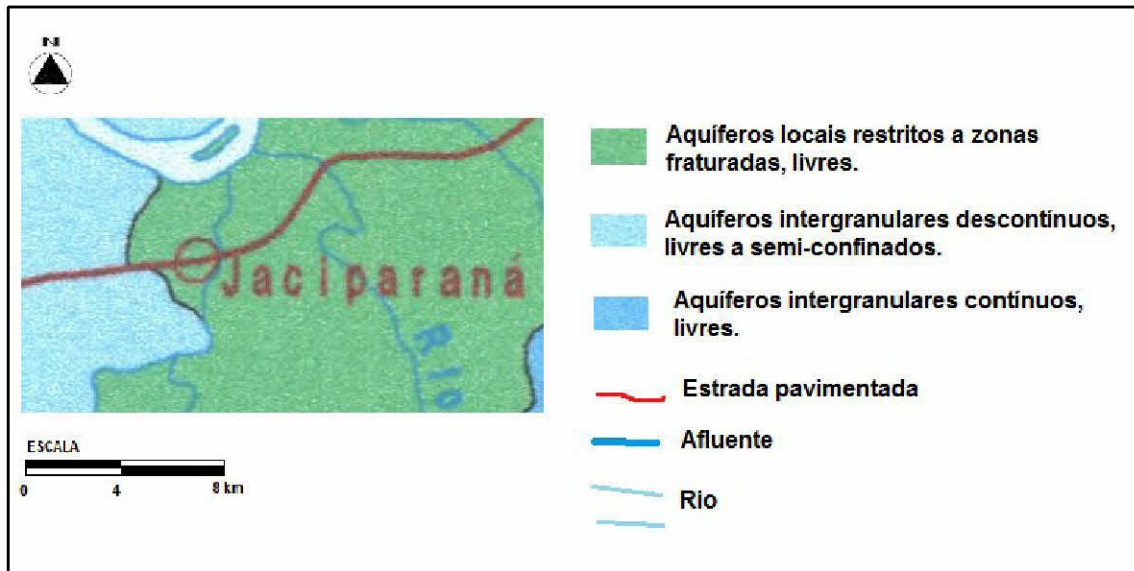 N
Jaciparaná
Rio
ESCALA
0 4 8 km
Aquíferos locais restritos a zonas
fraturadas, livres.
Aquíferos intergranulares descontínuos,
livres a semi-confinados.
Aquíferos intergranulares contínuos,
livres.
Estrada pavimentada
Afluente
Rio